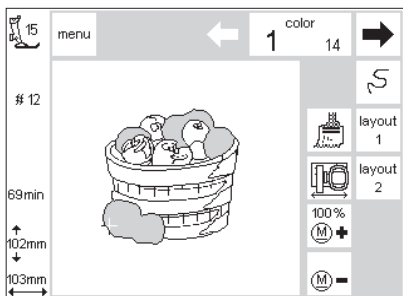 15
menu
color
1 14
# 12
layout
1
layout
2
69min
100%
M +
102mm
M -
103mm